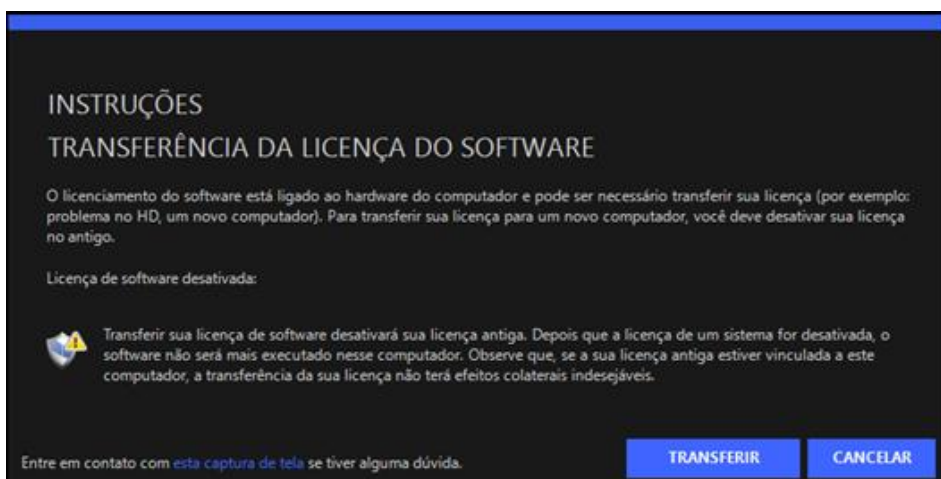 INSTRUÇÕES
TRANSFERÊNCIA DA LICENÇA DO SOFTWARE
O licenciamento do software está ligado ao hardware do computador e pode ser necessário transferir sua licença (por exemplo:
problema no HD, um novo computador). Para transferir sua licença para um novo computador, você deve desativar sua licença
no antigo.
Licença de software desativada:
Transferir sua licença de software desativará sua licença antiga. Depois que a licença de um sistema for desativada, o
software não será mais executado nesse computador. Observe que, se a sua licença antiga estiver vinculada a este
computador, a transferência da sua licença não terá efeitos colaterais indesejáveis.
Entre em contato com esta captura de tela se tiver alguma dúvida.
TRANSFERIR
CANCELAR